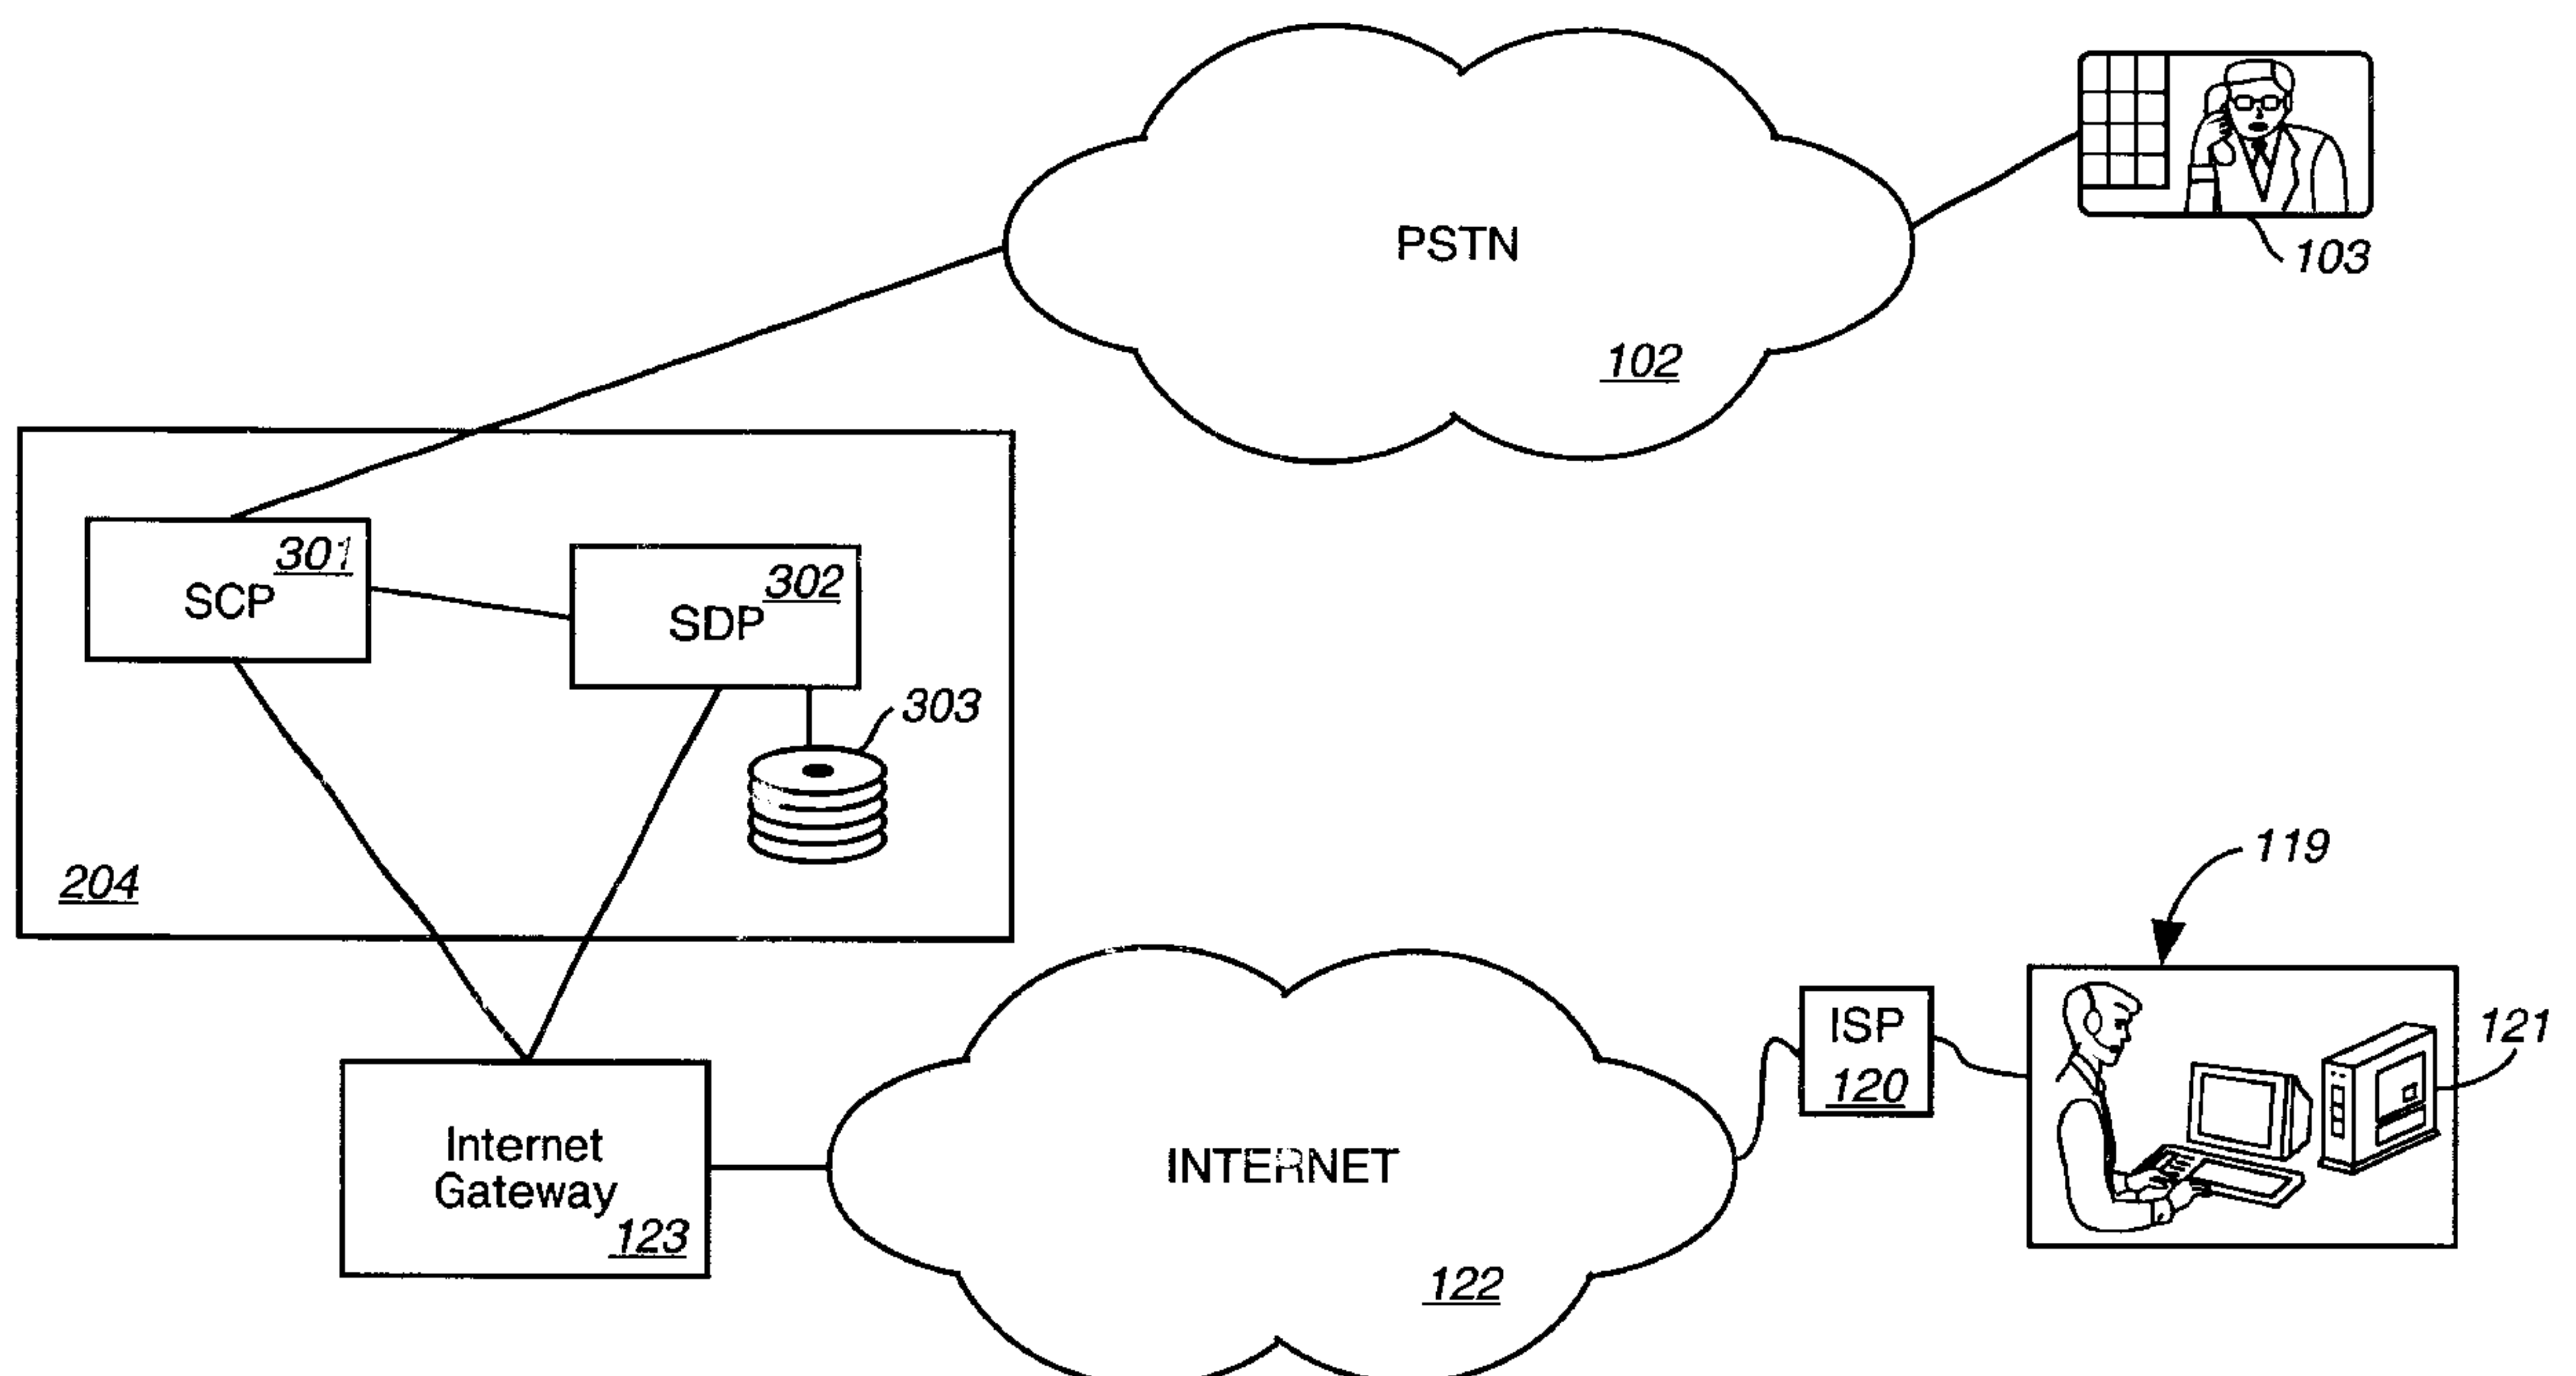 PSTN
102
103
301
SCP
302
SDP
303
204
119
ISP
120
121
Internet
Gateway
123
INTERNET
122